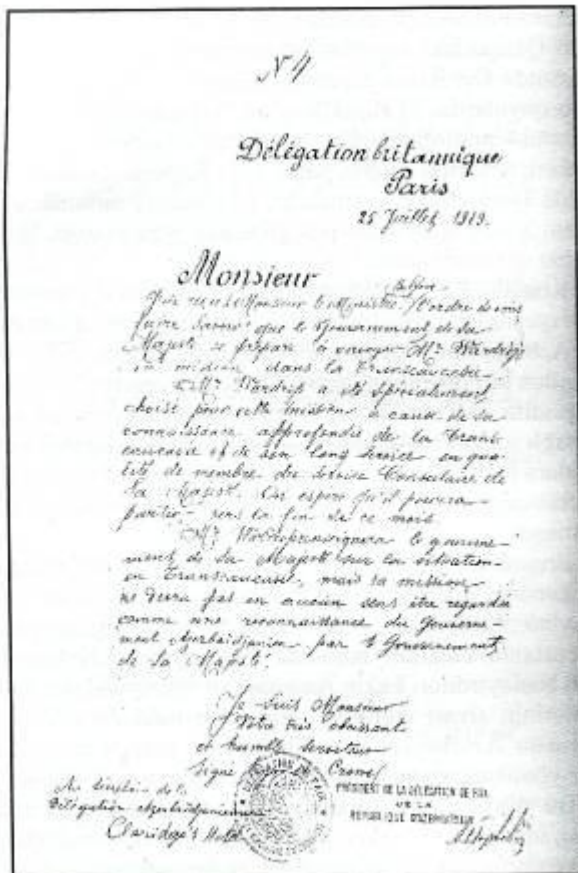 N 4
Délégation britannique
Paris
25 Juillet 1919.
Monsieur
J'ai reçu Monsieur le Ministre, l'ordre de vous
faire savoir que le Gouvernement de sa
Majesté se prépare à envoyer Mr. Wardrop
en mission dans la Transcaucasie.
Mr. Wardrop a été spécialement
choisi pour cette mission à cause de sa
connaissance approfondie de la Trans
caucasie et de son long service en qua
lité de membre du service Consulaire de
Sa Majesté. On espère qu'il pourra
partir vers la fin de ce mois.
Mr. Wardrop renseignera le gouverne
ment de sa Majesté sur la situation
en Transcaucasie, mais sa mission
ne devra pas en aucun sens être regardée
comme une reconnaissance du Gouverne
ment Azerbaidjanien par le Gouvernement
de Sa Majesté.
Je suis Monsieur
Votre très obéissant
et humble serviteur
Signé Crowe
PRÉSIDENT DE LA DÉLÉGATION DE PAIX
DE LA
RÉPUBLIQUE D'AZERBAIDJAN
Délégation azerbaidjanienne
Claridge's Hotel